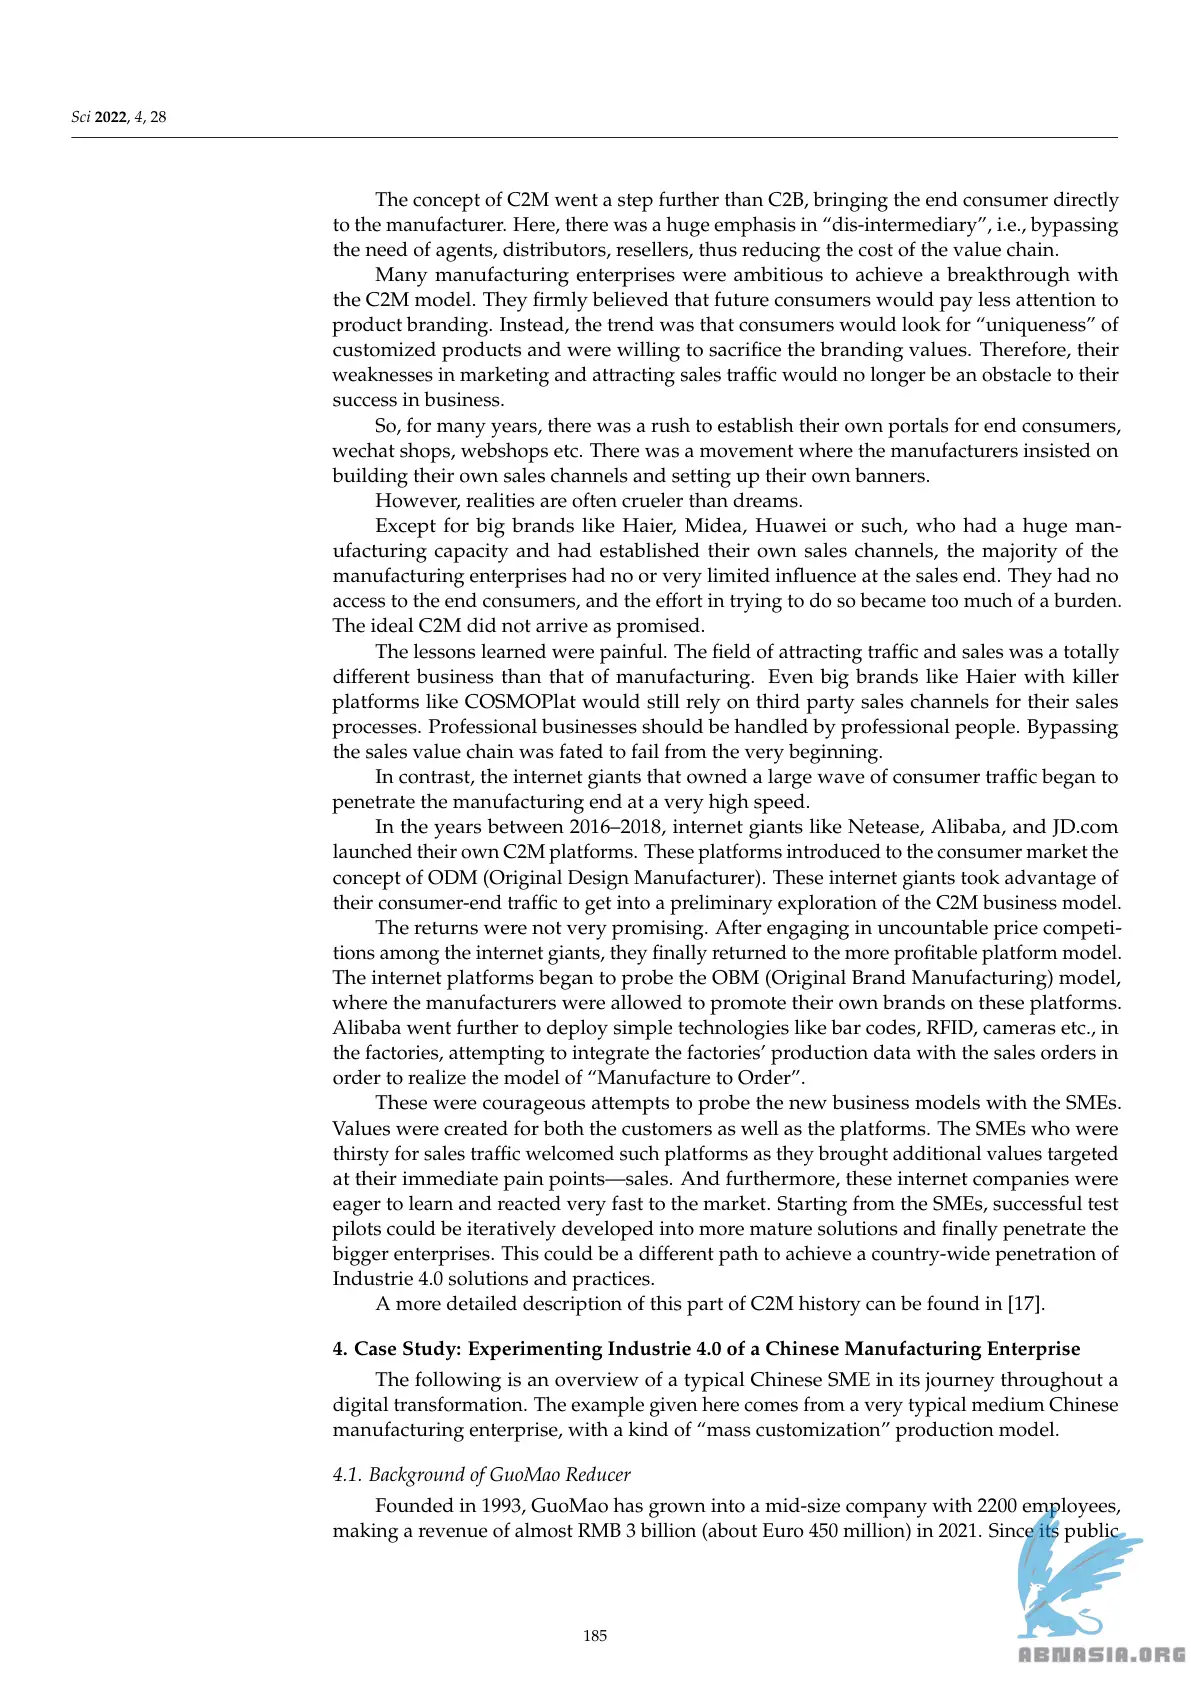 Sci 2022, 4, 28
The concept of C2M went a step further than C2B, bringing the end consumer directly
to the manufacturer. Here, there was a huge emphasis in “dis-intermediary”, i.e., bypassing
the need of agents, distributors, resellers, thus reducing the cost of the value chain.
Many manufacturing enterprises were ambitious to achieve a breakthrough with
the C2M model. They firmly believed that future consumers would pay less attention to
product branding. Instead, the trend was that consumers would look for “uniqueness” of
customized products and were willing to sacrifice the branding values. Therefore, their
weaknesses in marketing and attracting sales traffic would no longer be an obstacle to their
success in business.
So, for many years, there was a rush to establish their own portals for end consumers,
wechat shops, webshops etc. There was a movement where the manufacturers insisted on
building their own sales channels and setting up their own banners.
However, realities are often crueler than dreams.
Except for big brands like Haier, Midea, Huawei or such, who had a huge man-
ufacturing capacity and had established their own sales channels, the majority of the
manufacturing enterprises had no or very limited influence at the sales end. They had no
access to the end consumers, and the effort in trying to do so became too much of a burden.
The ideal C2M did not arrive as promised.
The lessons learned were painful. The field of attracting traffic and sales was a totally
different business than that of manufacturing. Even big brands like Haier with killer
platforms like COSMOPlat would still rely on third party sales channels for their sales
processes. Professional businesses should be handled by professional people. Bypassing
the sales value chain was fated to fail from the very beginning.
In contrast, the internet giants that owned a large wave of consumer traffic began to
penetrate the manufacturing end at a very high speed.
In the years between 2016–2018, internet giants like Netease, Alibaba, and JD.com
launched their own C2M platforms. These platforms introduced to the consumer market the
concept of ODM (Original Design Manufacturer). These internet giants took advantage of
their consumer-end traffic to get into a preliminary exploration of the C2M business model.
The returns were not very promising. After engaging in uncountable price competi-
tions among the internet giants, they finally returned to the more profitable platform model.
The internet platforms began to probe the OBM (Original Brand Manufacturing) model,
where the manufacturers were allowed to promote their own brands on these platforms.
Alibaba went further to deploy simple technologies like bar codes, RFID, cameras etc., in
the factories, attempting to integrate the factories’ production data with the sales orders in
order to realize the model of “Manufacture to Order”.
These were courageous attempts to probe the new business models with the SMEs.
Values were created for both the customers as well as the platforms. The SMEs who were
thirsty for sales traffic welcomed such platforms as they brought additional values targeted
at their immediate pain points—sales. And furthermore, these internet companies were
eager to learn and reacted very fast to the market. Starting from the SMEs, successful test
pilots could be iteratively developed into more mature solutions and finally penetrate the
bigger enterprises. This could be a different path to achieve a country-wide penetration of
Industrie 4.0 solutions and practices.
A more detailed description of this part of C2M history can be found in [17].
4. Case Study: Experimenting Industrie 4.0 of a Chinese Manufacturing Enterprise
The following is an overview of a typical Chinese SME in its journey throughout a
digital transformation. The example given here comes from a very typical medium Chinese
manufacturing enterprise, with a kind of “mass customization” production model.
4.1. Background of GuoMao Reducer
Founded in 1993, GuoMao has grown into a mid-size company with 2200 employees,
making a revenue of almost RMB 3 billion (about Euro 450 million) in 2021. Since its public
185
ABNASIA.ORG